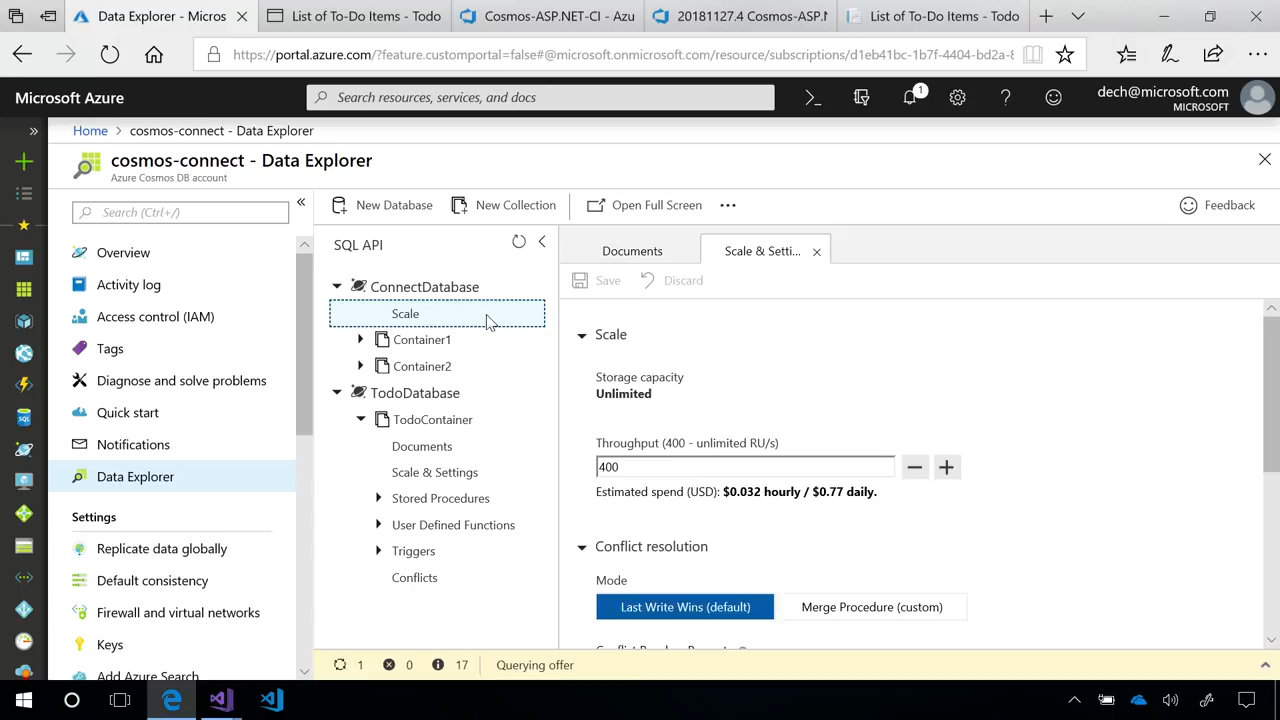 Data Explorer - Micros
List of To-Do Items - Todo
Cosmos-ASP.NET-CI - Azu
20181127.4 Cosmos-ASP.N
List of To-Do Items - Todo
https://portal.azure.com/?feature.customportal=false#@microsoft.onmicrosoft.com/resource/subscriptions/d1eb41bc-1b7f-4404-bd2a-8
Microsoft Azure
Search resources, services, and docs
1
dech@microsoft.com
MICROSOFT
Home > cosmos-connect - Data Explorer
cosmos-connect - Data Explorer
Azure Cosmos DB account
Search (Ctrl+/)
Overview
Activity log
Access control (IAM)
Tags
Diagnose and solve problems
Quick start
Notifications
Data Explorer
Settings
Replicate data globally
Default consistency
Firewall and virtual networks
Keys
Add Azure Search
New Database
New Collection
Open Full Screen
Feedback
SQL API
ConnectDatabase
Scale
Container1
Container2
TodoDatabase
TodoContainer
Documents
Scale & Settings
Stored Procedures
User Defined Functions
Triggers
Conflicts
Documents
Scale & Setti...
Save
Discard
Scale
Storage capacity
Unlimited
Throughput (400 - unlimited RU/s)
400
Estimated spend (USD): $0.032 hourly / $0.77 daily.
Conflict resolution
Mode
Last Write Wins (default)
Merge Procedure (custom)
1
0
17
Querying offer